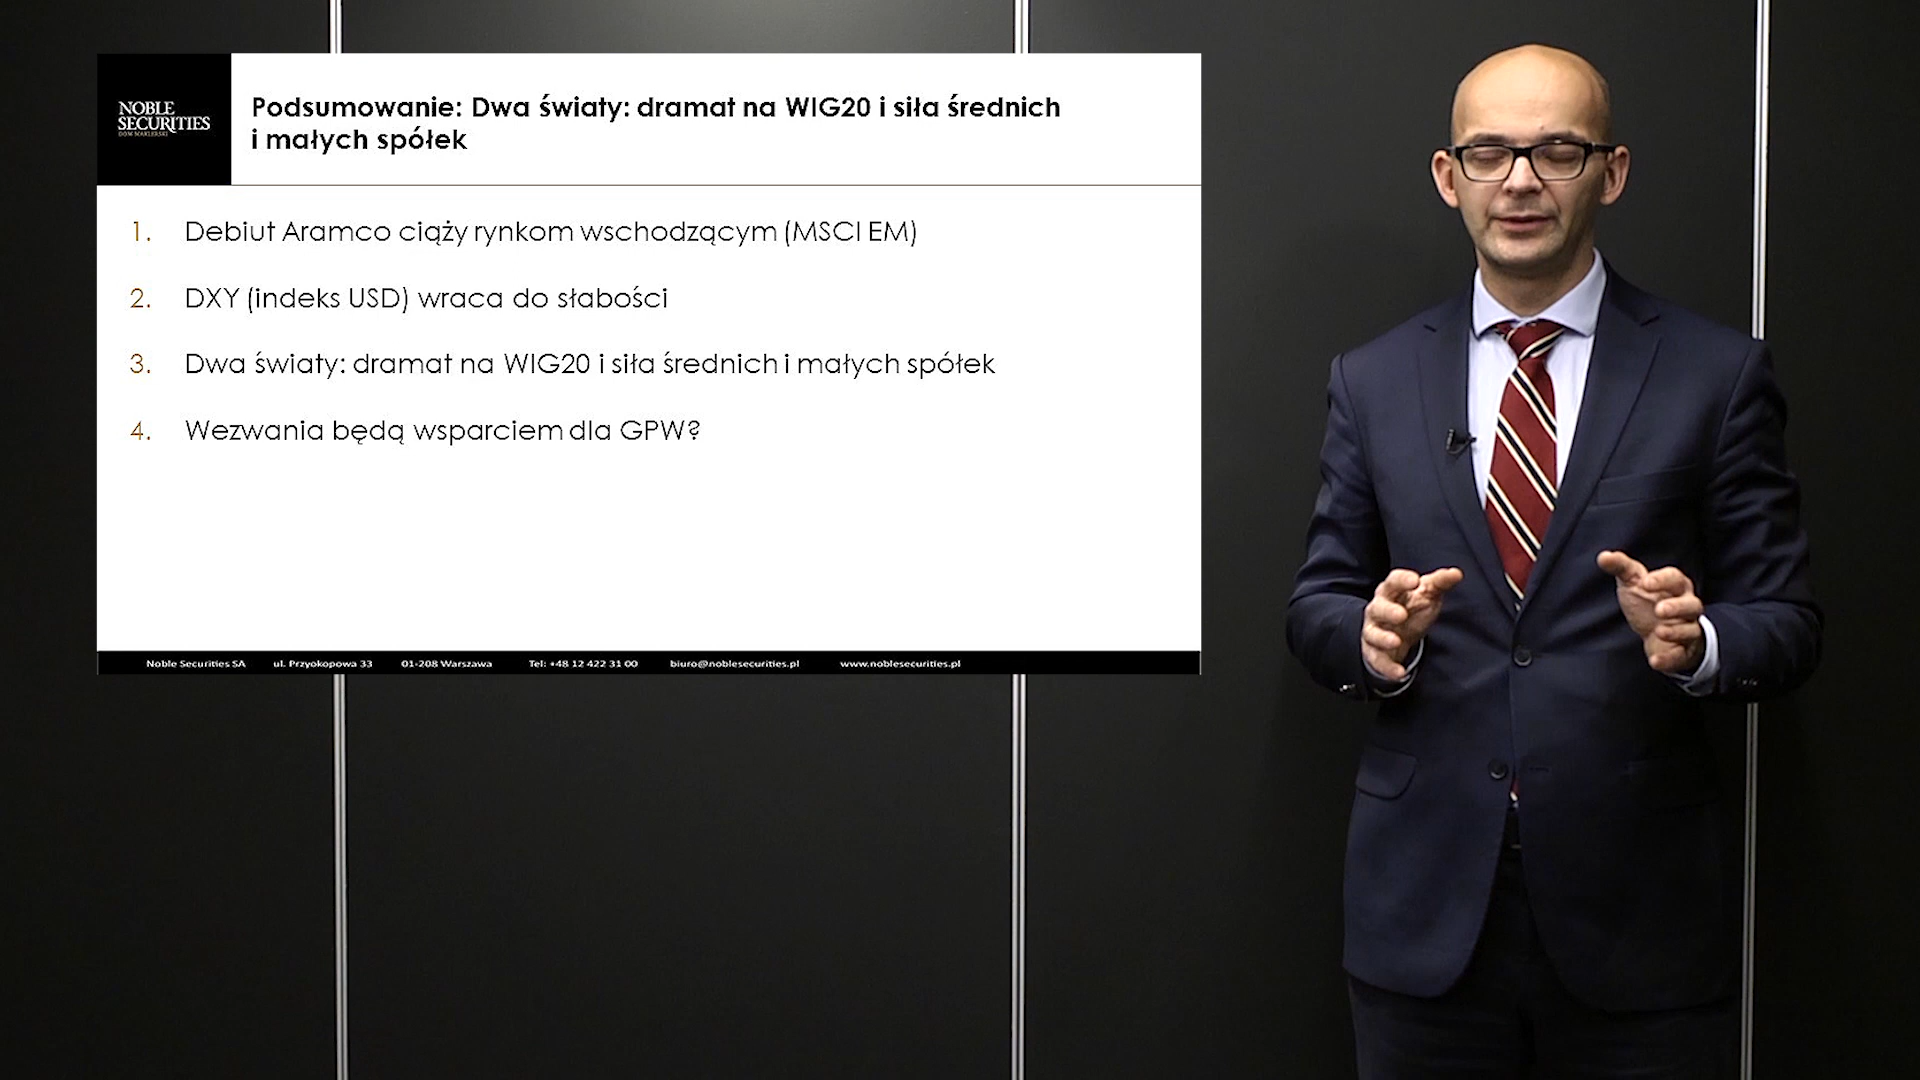 NOBLE
SECURITIES
DOM MAKLERSKI
Podsumowanie: Dwa światy: dramat na WIG20 i siła średnich
i małych spółek
1. Debiut Aramco ciąży rynkom wschodzącym (MSCI EM)
2. DXY (indeks USD) wraca do słabości
3. Dwa światy: dramat na WIG20 i siła średnich i małych spółek
4. Wezwania będą wsparciem dla GPW?
Noble Securities SA ul. Przyokopowa 33 01-208 Warszawa Tel: +48 12 422 31 00 biuro@noblesecurities.pl www.noblesecurities.pl